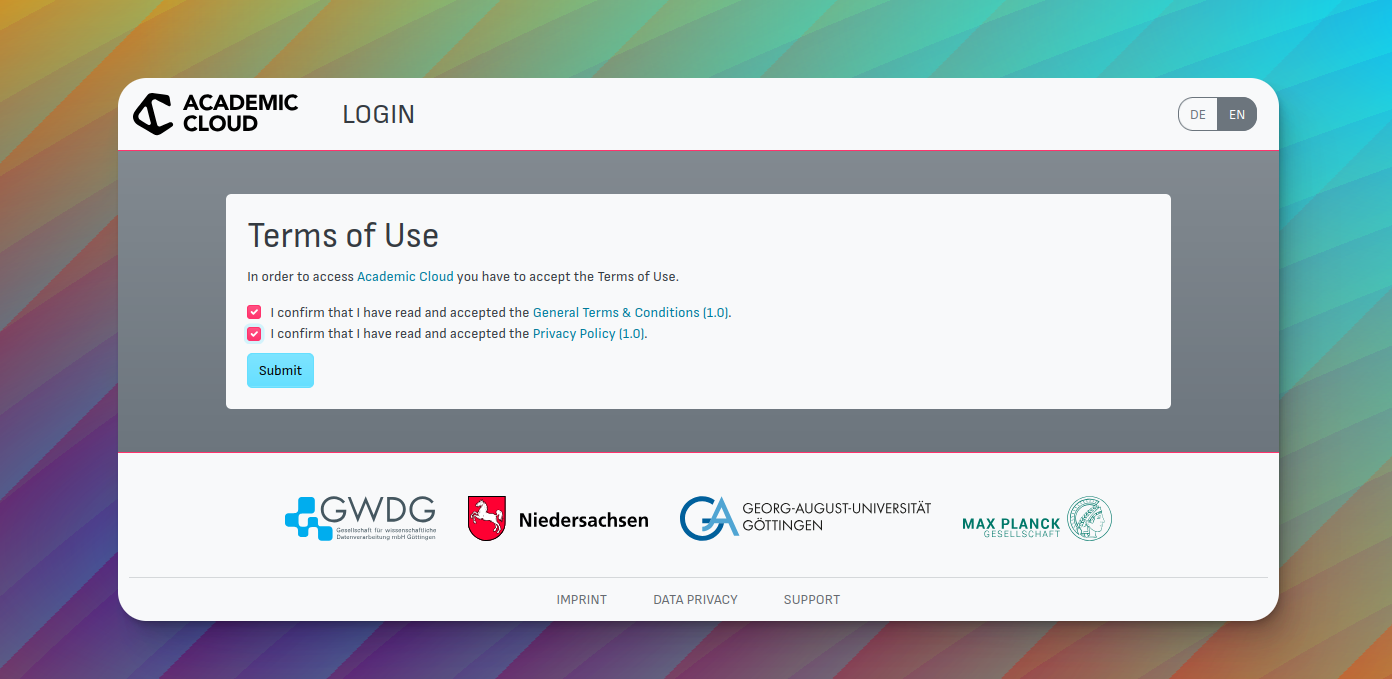 ACADEMIC
CLOUD
LOGIN
DE
EN
Terms of Use
In order to access Academic Cloud you have to accept the Terms of Use.
I confirm that I have read and accepted the General Terms & Conditions (1.0).
I confirm that I have read and accepted the Privacy Policy (1.0).
Submit
GWDG
Gesellschaft für wissenschaftliche
Datenverarbeitung mbH Göttingen
Niedersachsen
GEORG-AUGUST-UNIVERSITÄT
GÖTTINGEN
MAX PLANCK
GESELLSCHAFT
IMPRINT
DATA PRIVACY
SUPPORT